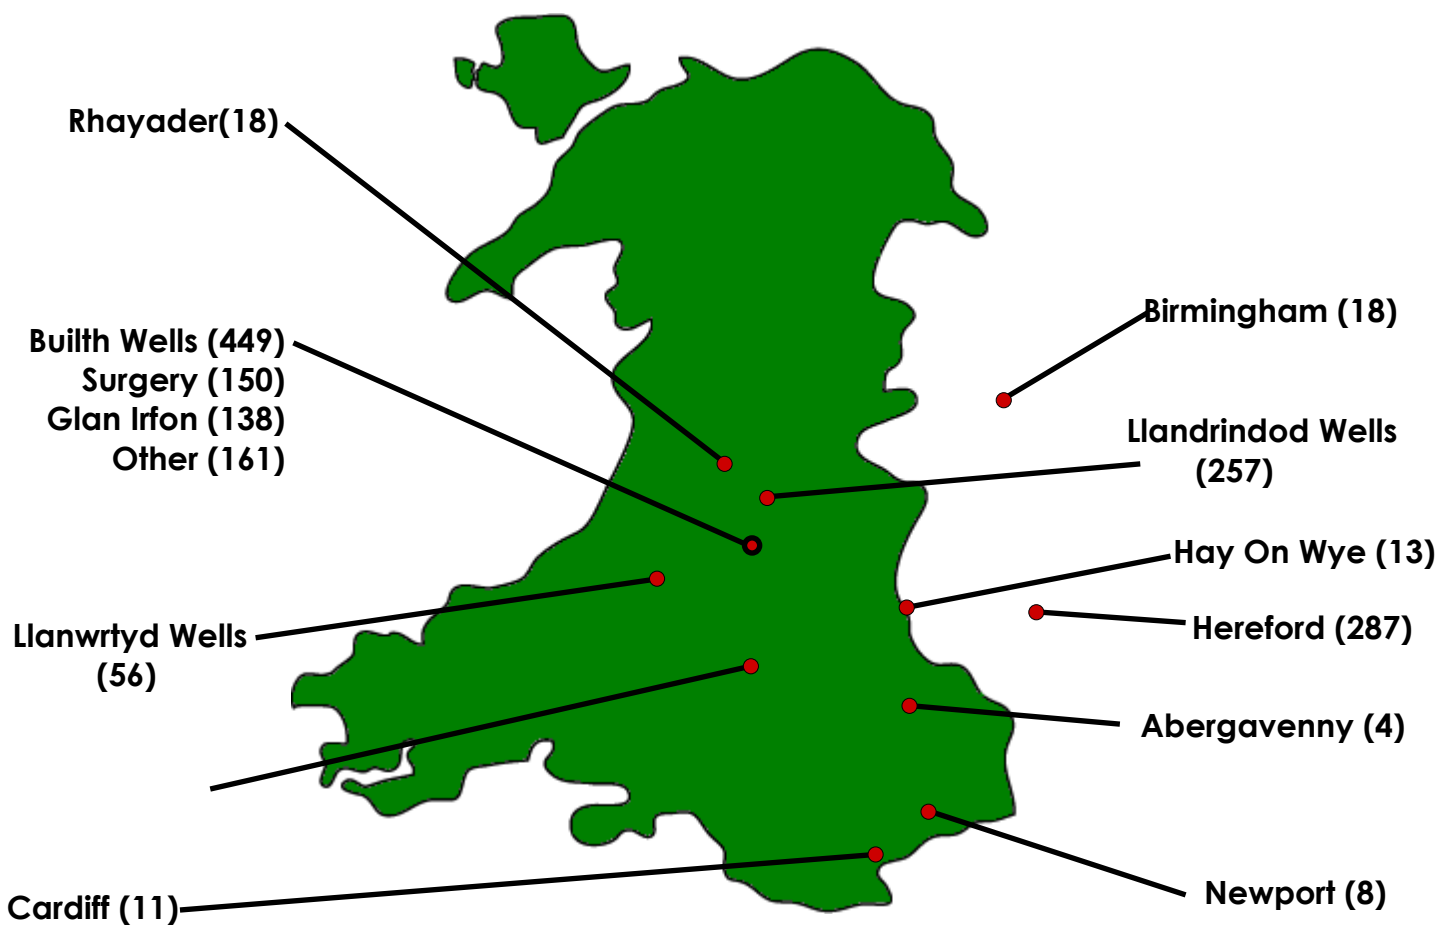 Rhayader(18)
Builth Wells (449)
Surgery (150)
Glan Irfon (138)
Other (161)
Llanwrtyd Wells
(56)
Cardiff (11)
Birmingham (18)
Llandrindod Wells
(257)
Hay On Wye (13)
Hereford (287)
Abergavenny (4)
Newport (8)